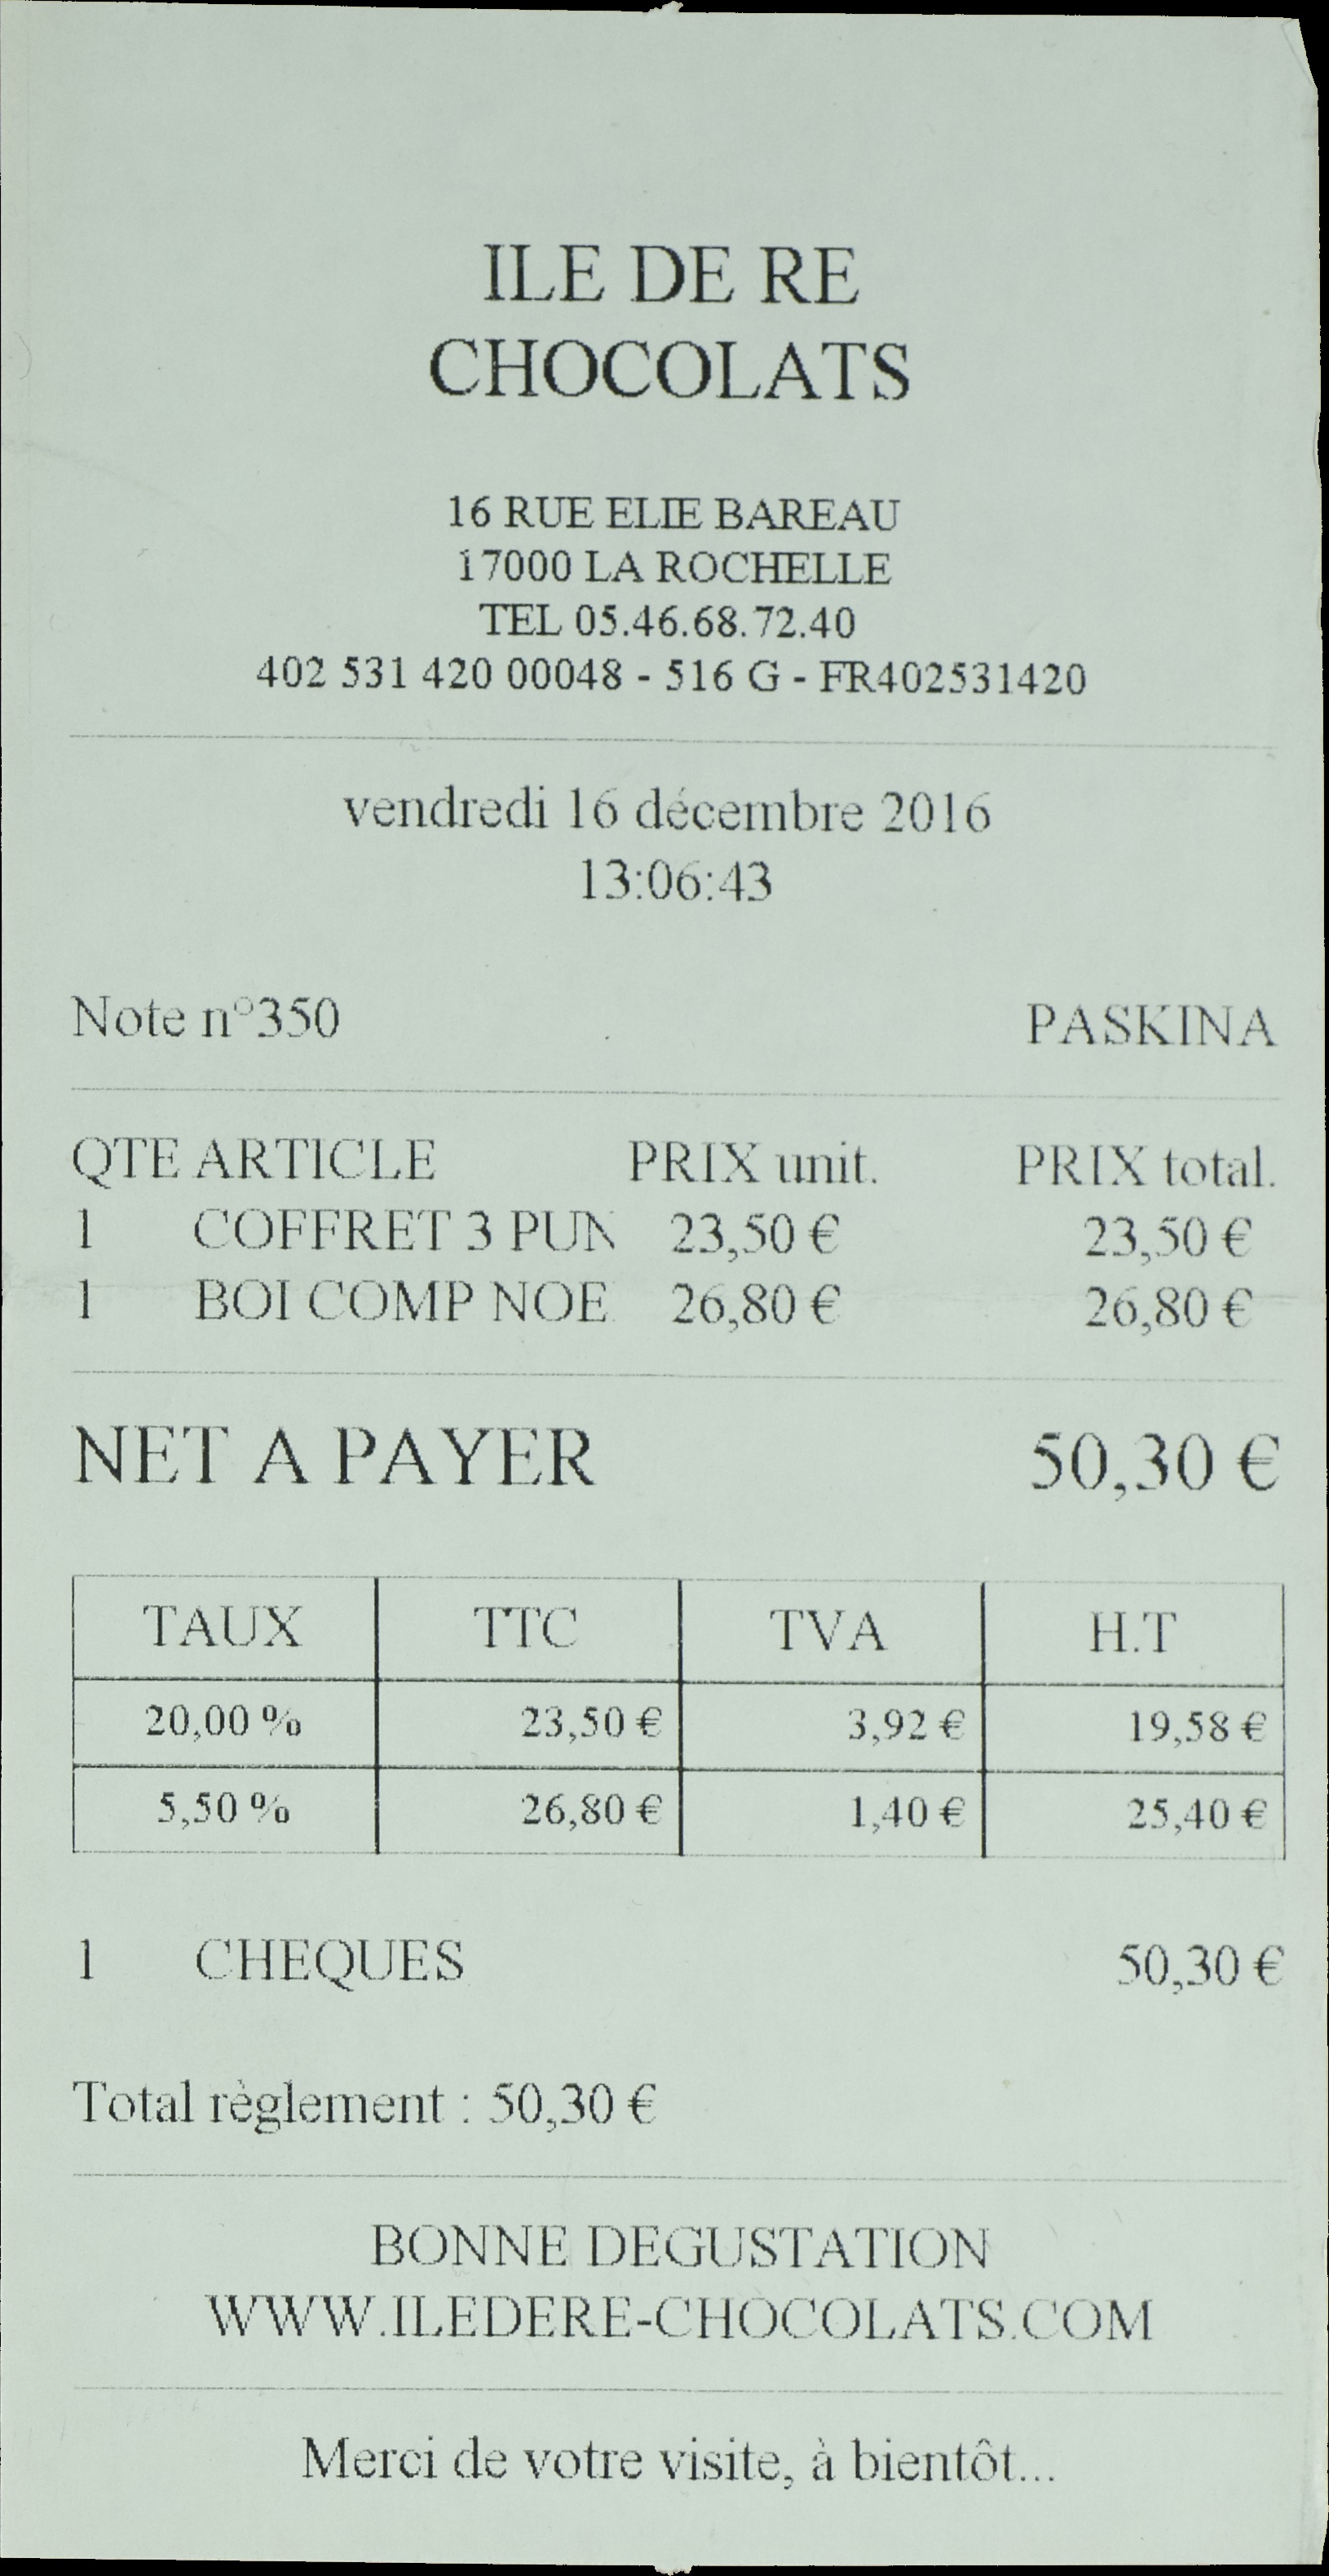 ILE DE RE
CHOCOLATS
16 RUE ELIE BAREAU
17000 LA ROCHELLE
TEL 05.46.68.72.40
402 531 420 00048 - 516 G - FR402531420
vendredi 16 décembre 2016
13:06:43
Note n°350 PASKINA
QTE ARTICLE PRIX unit. PRIX total.
1 COFFRET 3 PUN 23,50 € 23,50 €
1 BOI COMP NOE 26,80 € 26,80 €
NET A PAYER 50,30 €
TAUX TTC TVA H.T
20,00 % 23,50 € 3,92 € 19,58 €
5,50 % 26,80 € 1,40 € 25,40 €
1 CHEQUES 50,30 €
Total règlement : 50,30 €
BONNE DEGUSTATION
WWW.ILEDERE-CHOCOLATS.COM
Merci de votre visite, à bientôt...